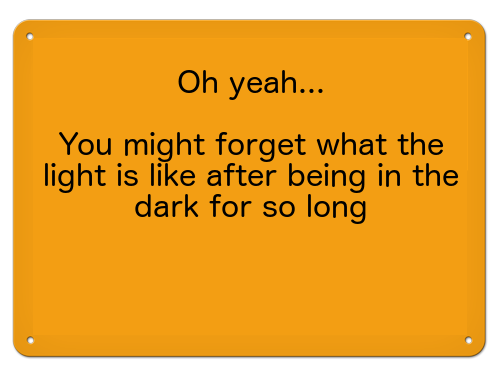 Oh yeah...
You might forget what the
light is like after being in the
dark for so long